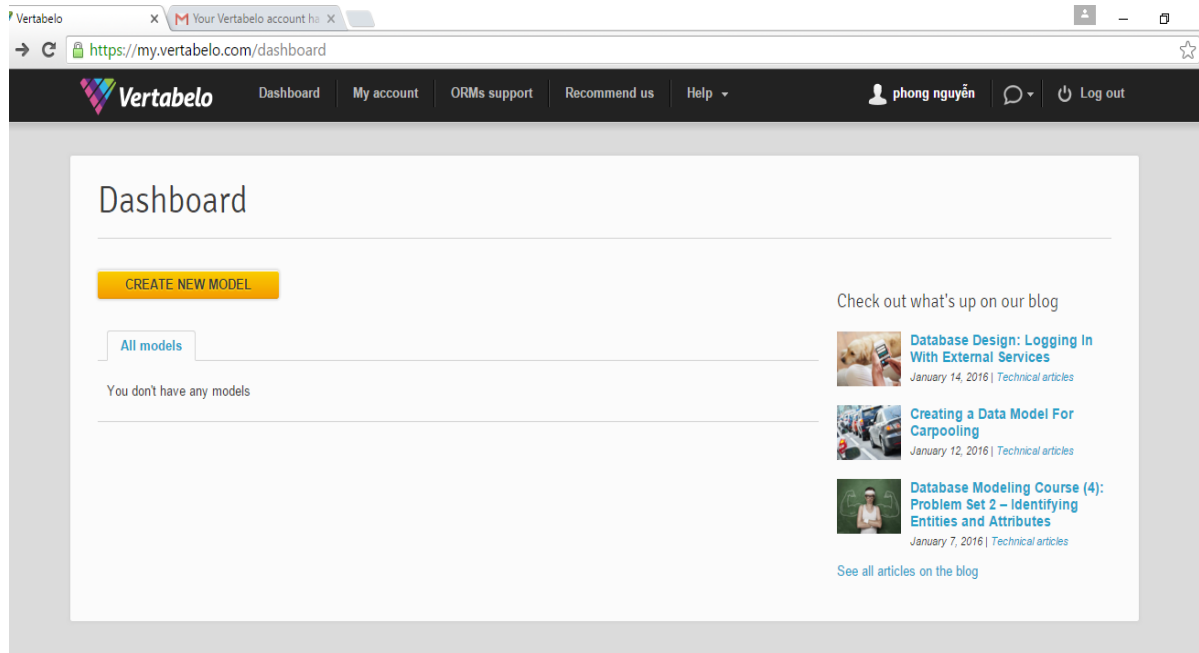 Vertabelo
Your Vertabelo account ha
https://my.vertabelo.com/dashboard
Vertabelo
Dashboard
My account
ORMs support
Recommend us
Help
phong nguyễn
Log out
Dashboard
CREATE NEW MODEL
All models
You don't have any models
Check out what's up on our blog
Database Design: Logging In
With External Services
January 14, 2016 | Technical articles
Creating a Data Model For
Carpooling
January 12, 2016 | Technical articles
Database Modeling Course (4):
Problem Set 2 – Identifying
Entities and Attributes
January 7, 2016 | Technical articles
See all articles on the blog